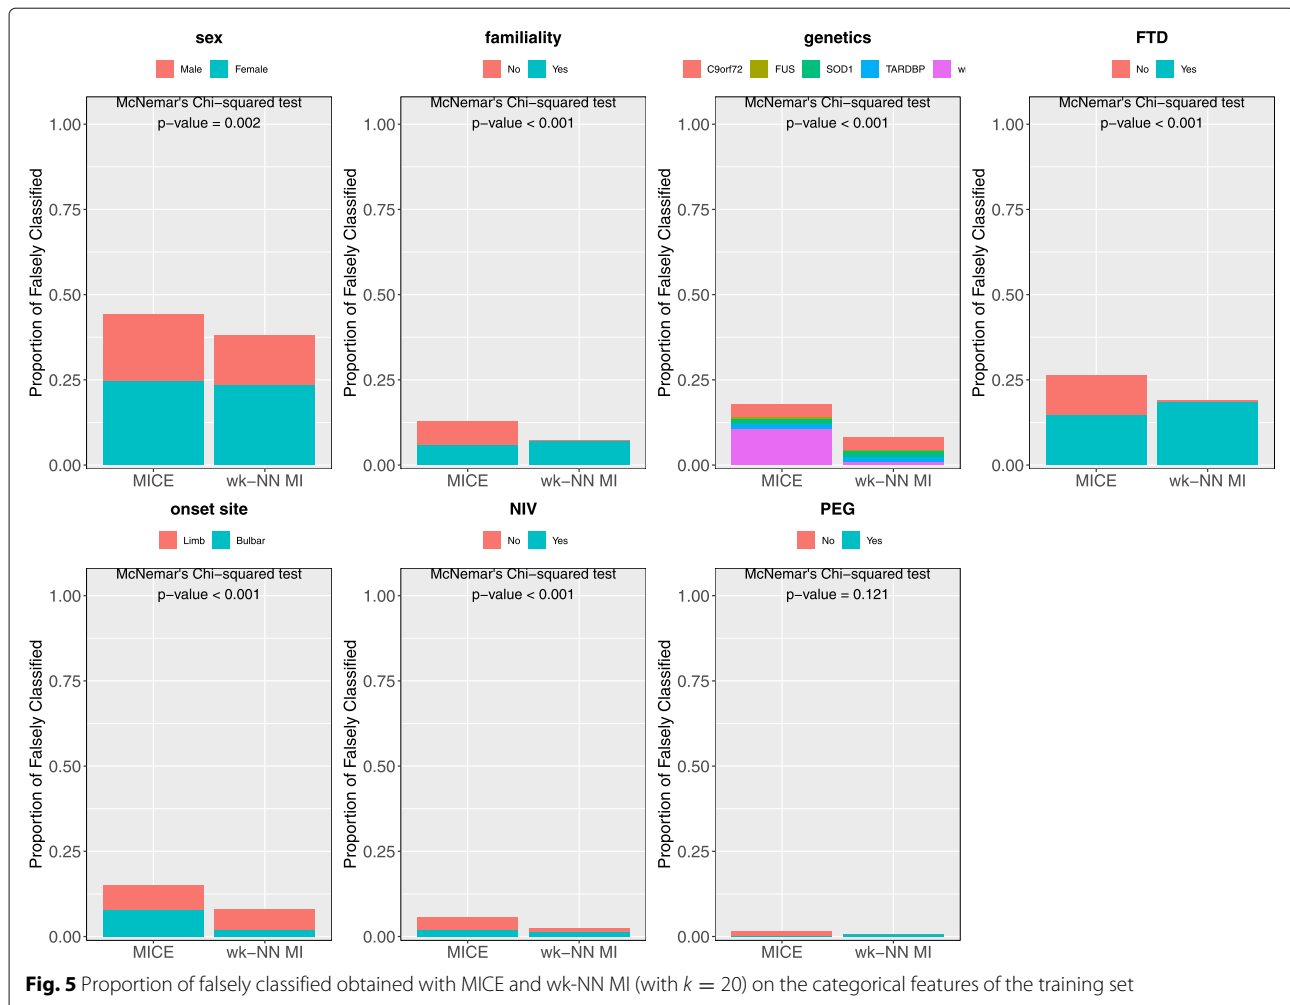 sex
Male Female
McNemar's Chi−squared test
p−value = 0.002
Proportion of Falsely Classified
1.00
0.75
0.50
0.25
0.00
MICE wk−NN MI
familiality
No Yes
McNemar's Chi−squared test
p−value < 0.001
Proportion of Falsely Classified
1.00
0.75
0.50
0.25
0.00
MICE wk−NN MI
genetics
C9orf72 FUS SOD1 TARDBP
McNemar's Chi−squared test
p−value < 0.001
Proportion of Falsely Classified
1.00
0.75
0.50
0.25
0.00
MICE wk−NN MI
FTD
No Yes
McNemar's Chi−squared test
p−value < 0.001
Proportion of Falsely Classified
1.00
0.75
0.50
0.25
0.00
MICE wk−NN MI
onset site
Limb Bulbar
McNemar's Chi−squared test
p−value < 0.001
Proportion of Falsely Classified
1.00
0.75
0.50
0.25
0.00
MICE wk−NN MI
NIV
No Yes
McNemar's Chi−squared test
p−value < 0.001
Proportion of Falsely Classified
1.00
0.75
0.50
0.25
0.00
MICE wk−NN MI
PEG
No Yes
McNemar's Chi−squared test
p−value = 0.121
Proportion of Falsely Classified
1.00
0.75
0.50
0.25
0.00
MICE wk−NN MI
Fig. 5 Proportion of falsely classified obtained with MICE and wk-NN MI (with k = 20) on the categorical features of the training set